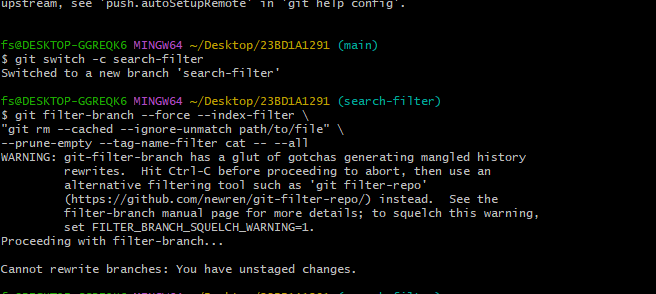 upstream, see 'push.autoSetupRemote' in 'git help config'.
fs@DESKTOP-GGREQK6 MINGW64 ~/Desktop/23BD1A1291 (main)
$ git switch -c search-filter
Switched to a new branch 'search-filter'
fs@DESKTOP-GGREQK6 MINGW64 ~/Desktop/23BD1A1291 (search-filter)
$ git filter-branch --force --index-filter \
"git rm --cached --ignore-unmatch path/to/file" \
--prune-empty --tag-name-filter cat -- --all
WARNING: git-filter-branch has a glut of gotchas generating mangled history
rewrites.  Hit Ctrl-C before proceeding to abort, then use an
alternative filtering tool such as 'git filter-repo'
(https://github.com/newren/git-filter-repo/) instead.  See the
filter-branch manual page for more details; to squelch this warning,
set FILTER_BRANCH_SQUELCH_WARNING=1.
Proceeding with filter-branch...
Cannot rewrite branches: You have unstaged changes.